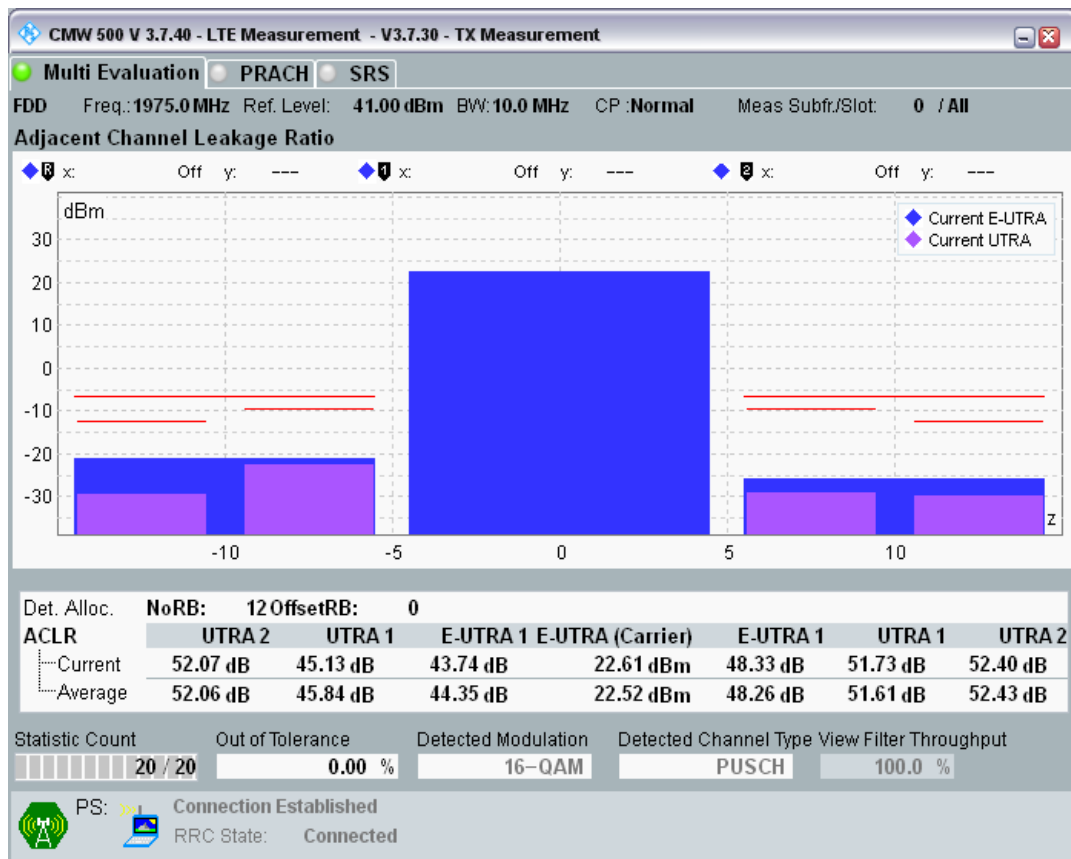 CMW 500 V 3.7.40 - LTE Measurement - V3.7.30 - TX Measurement
Multi Evaluation PRACH SRS
FDD Freq.: 1975.0 MHz Ref. Level: 41.00 dBm BW: 10.0 MHz CP :Normal Meas Subfr./Slot: 0 / All
Adjacent Channel Leakage Ratio
R x: Off y: --- 1 x: Off y: --- 2 x: Off y: ---
dBm
Current E-UTRA
Current UTRA
30
20
10
0
-10
-20
-30
z
-10 -5 0 5 10
Det. Alloc. NoRB: 12 OffsetRB: 0
ACLR UTRA 2 UTRA 1 E-UTRA 1 E-UTRA (Carrier) E-UTRA 1 UTRA 1 UTRA 2
Current 52.07 dB 45.13 dB 43.74 dB 22.61 dBm 48.33 dB 51.73 dB 52.40 dB
Average 52.06 dB 45.84 dB 44.35 dB 22.52 dBm 48.26 dB 51.61 dB 52.43 dB
Statistic Count Out of Tolerance Detected Modulation Detected Channel Type View Filter Throughput
20 / 20 0.00 % 16-QAM PUSCH 100.0 %
PS: Connection Established
RRC State: Connected